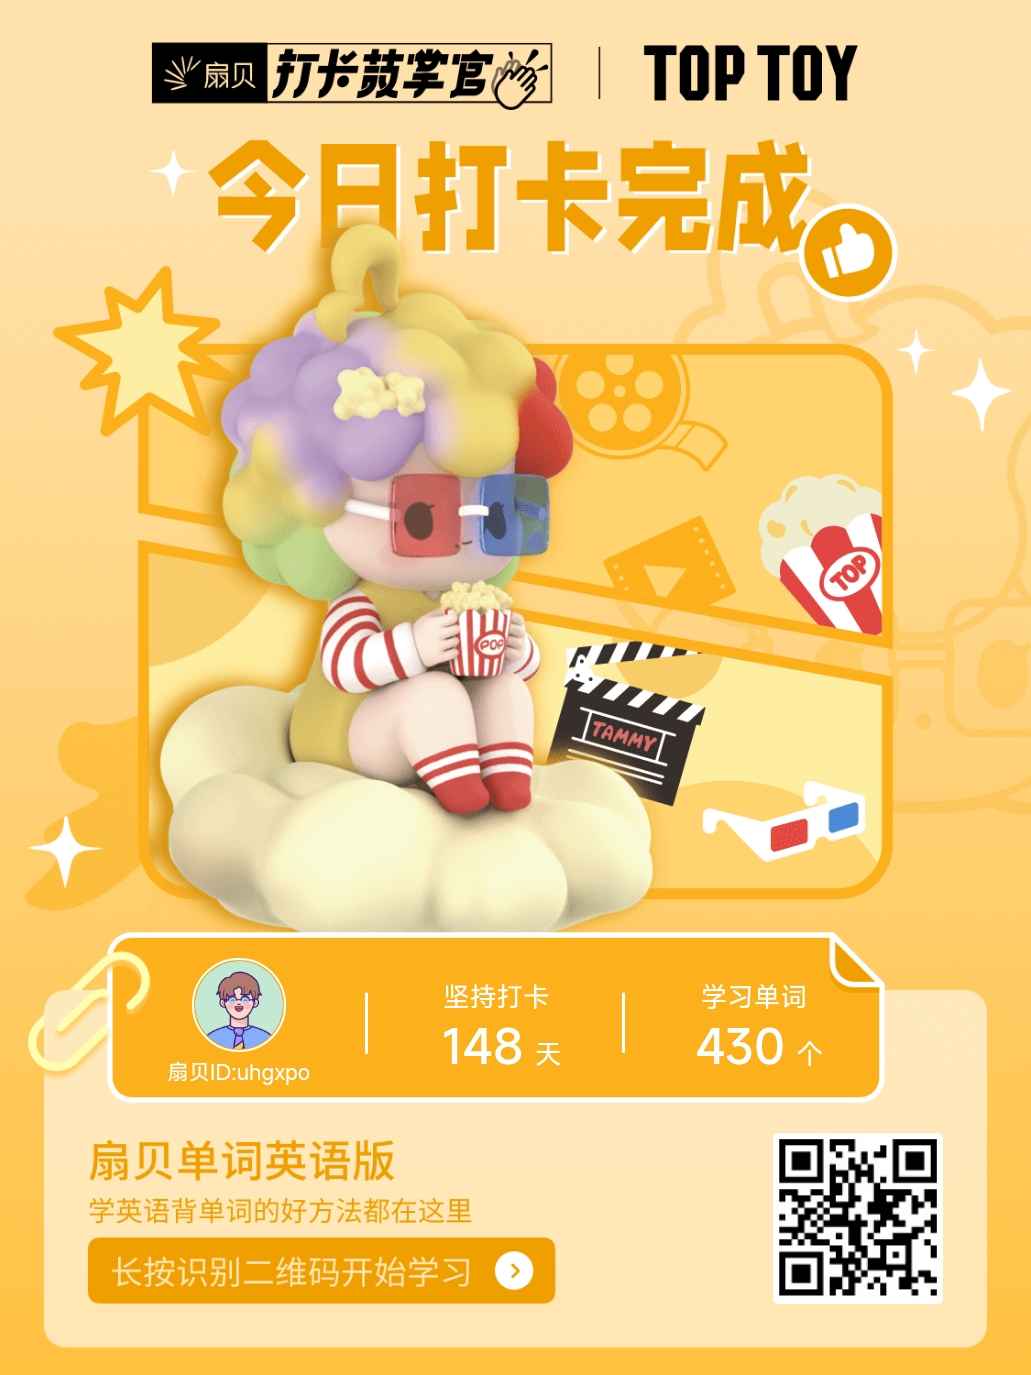 扇贝 打卡鼓掌官 TOP TOY
今日打卡完成
TOP
POP
TAMMY
坚持打卡 学习单词
148 天 430 个
扇贝ID:uhgxpo
扇贝单词英语版
学英语背单词的好方法都在这里
长按识别二维码开始学习